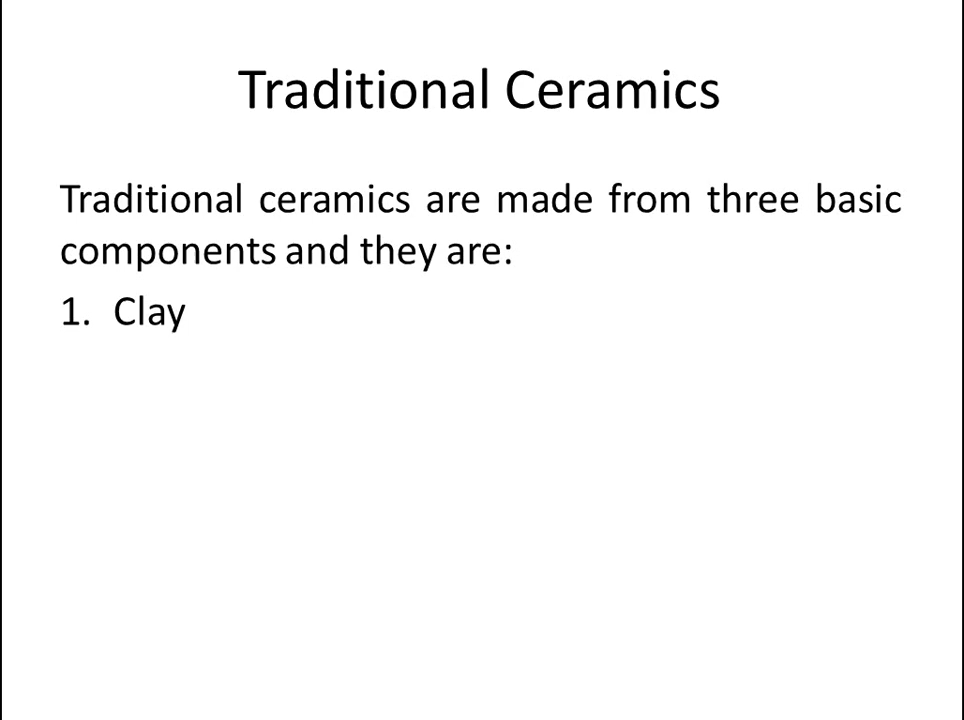 Traditional Ceramics
Traditional ceramics are made from three basic
components and they are:
1. Clay